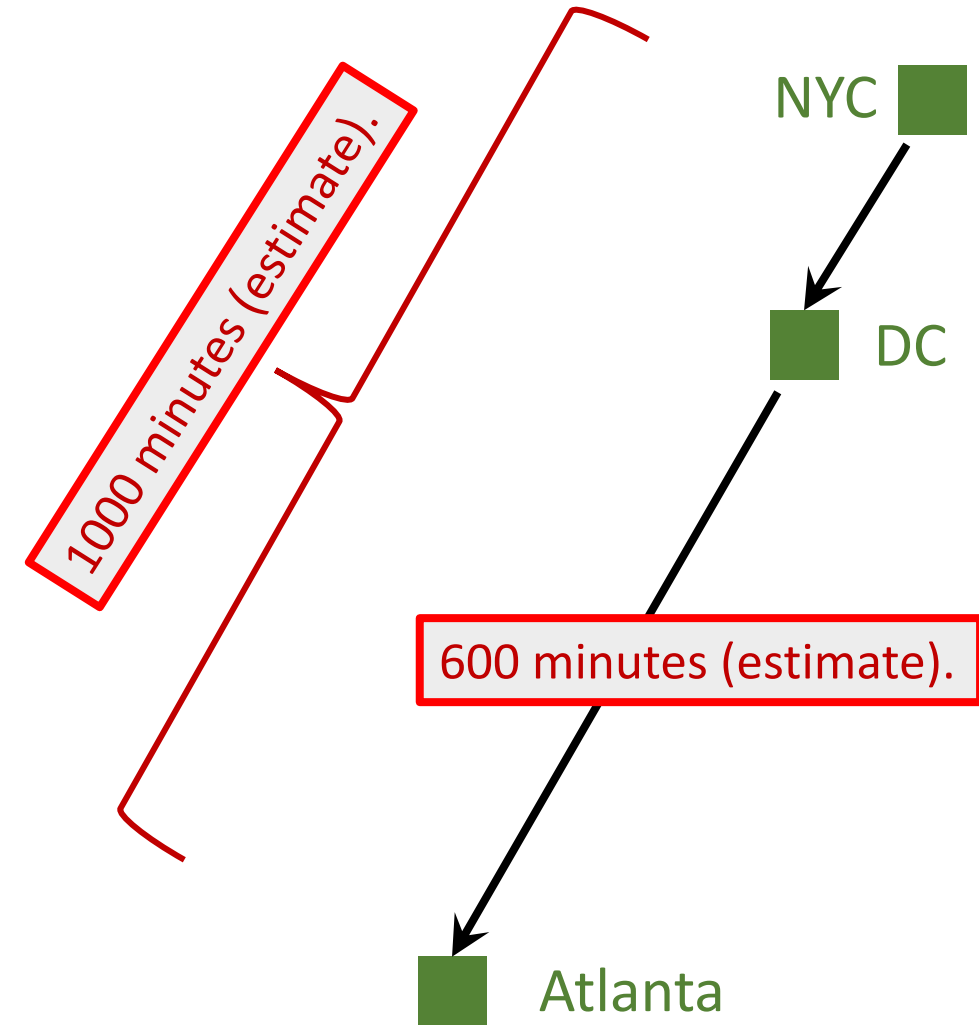 NYC
1000 minutes (estimate).
DC
600 minutes (estimate).
Atlanta